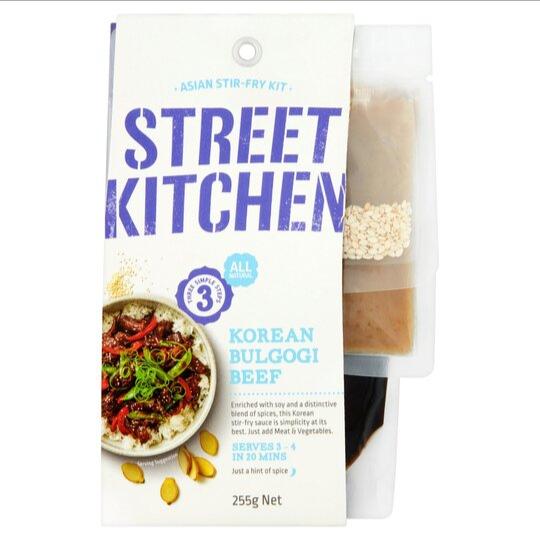 · ASIAN STIR-FRY KIT ·
STREET
KITCHEN
ALL
NATURAL
THREE SIMPLE STEPS
3
KOREAN
BULGOGI
BEEF
Enriched with soy and a distinctive
blend of spices, this Korean
stir-fry sauce is simplicity at its
best. Just add Meat & Vegetables.
SERVES 3 - 4
IN 20 MINS
Serving Suggestion
Just a hint of spice
255g Net